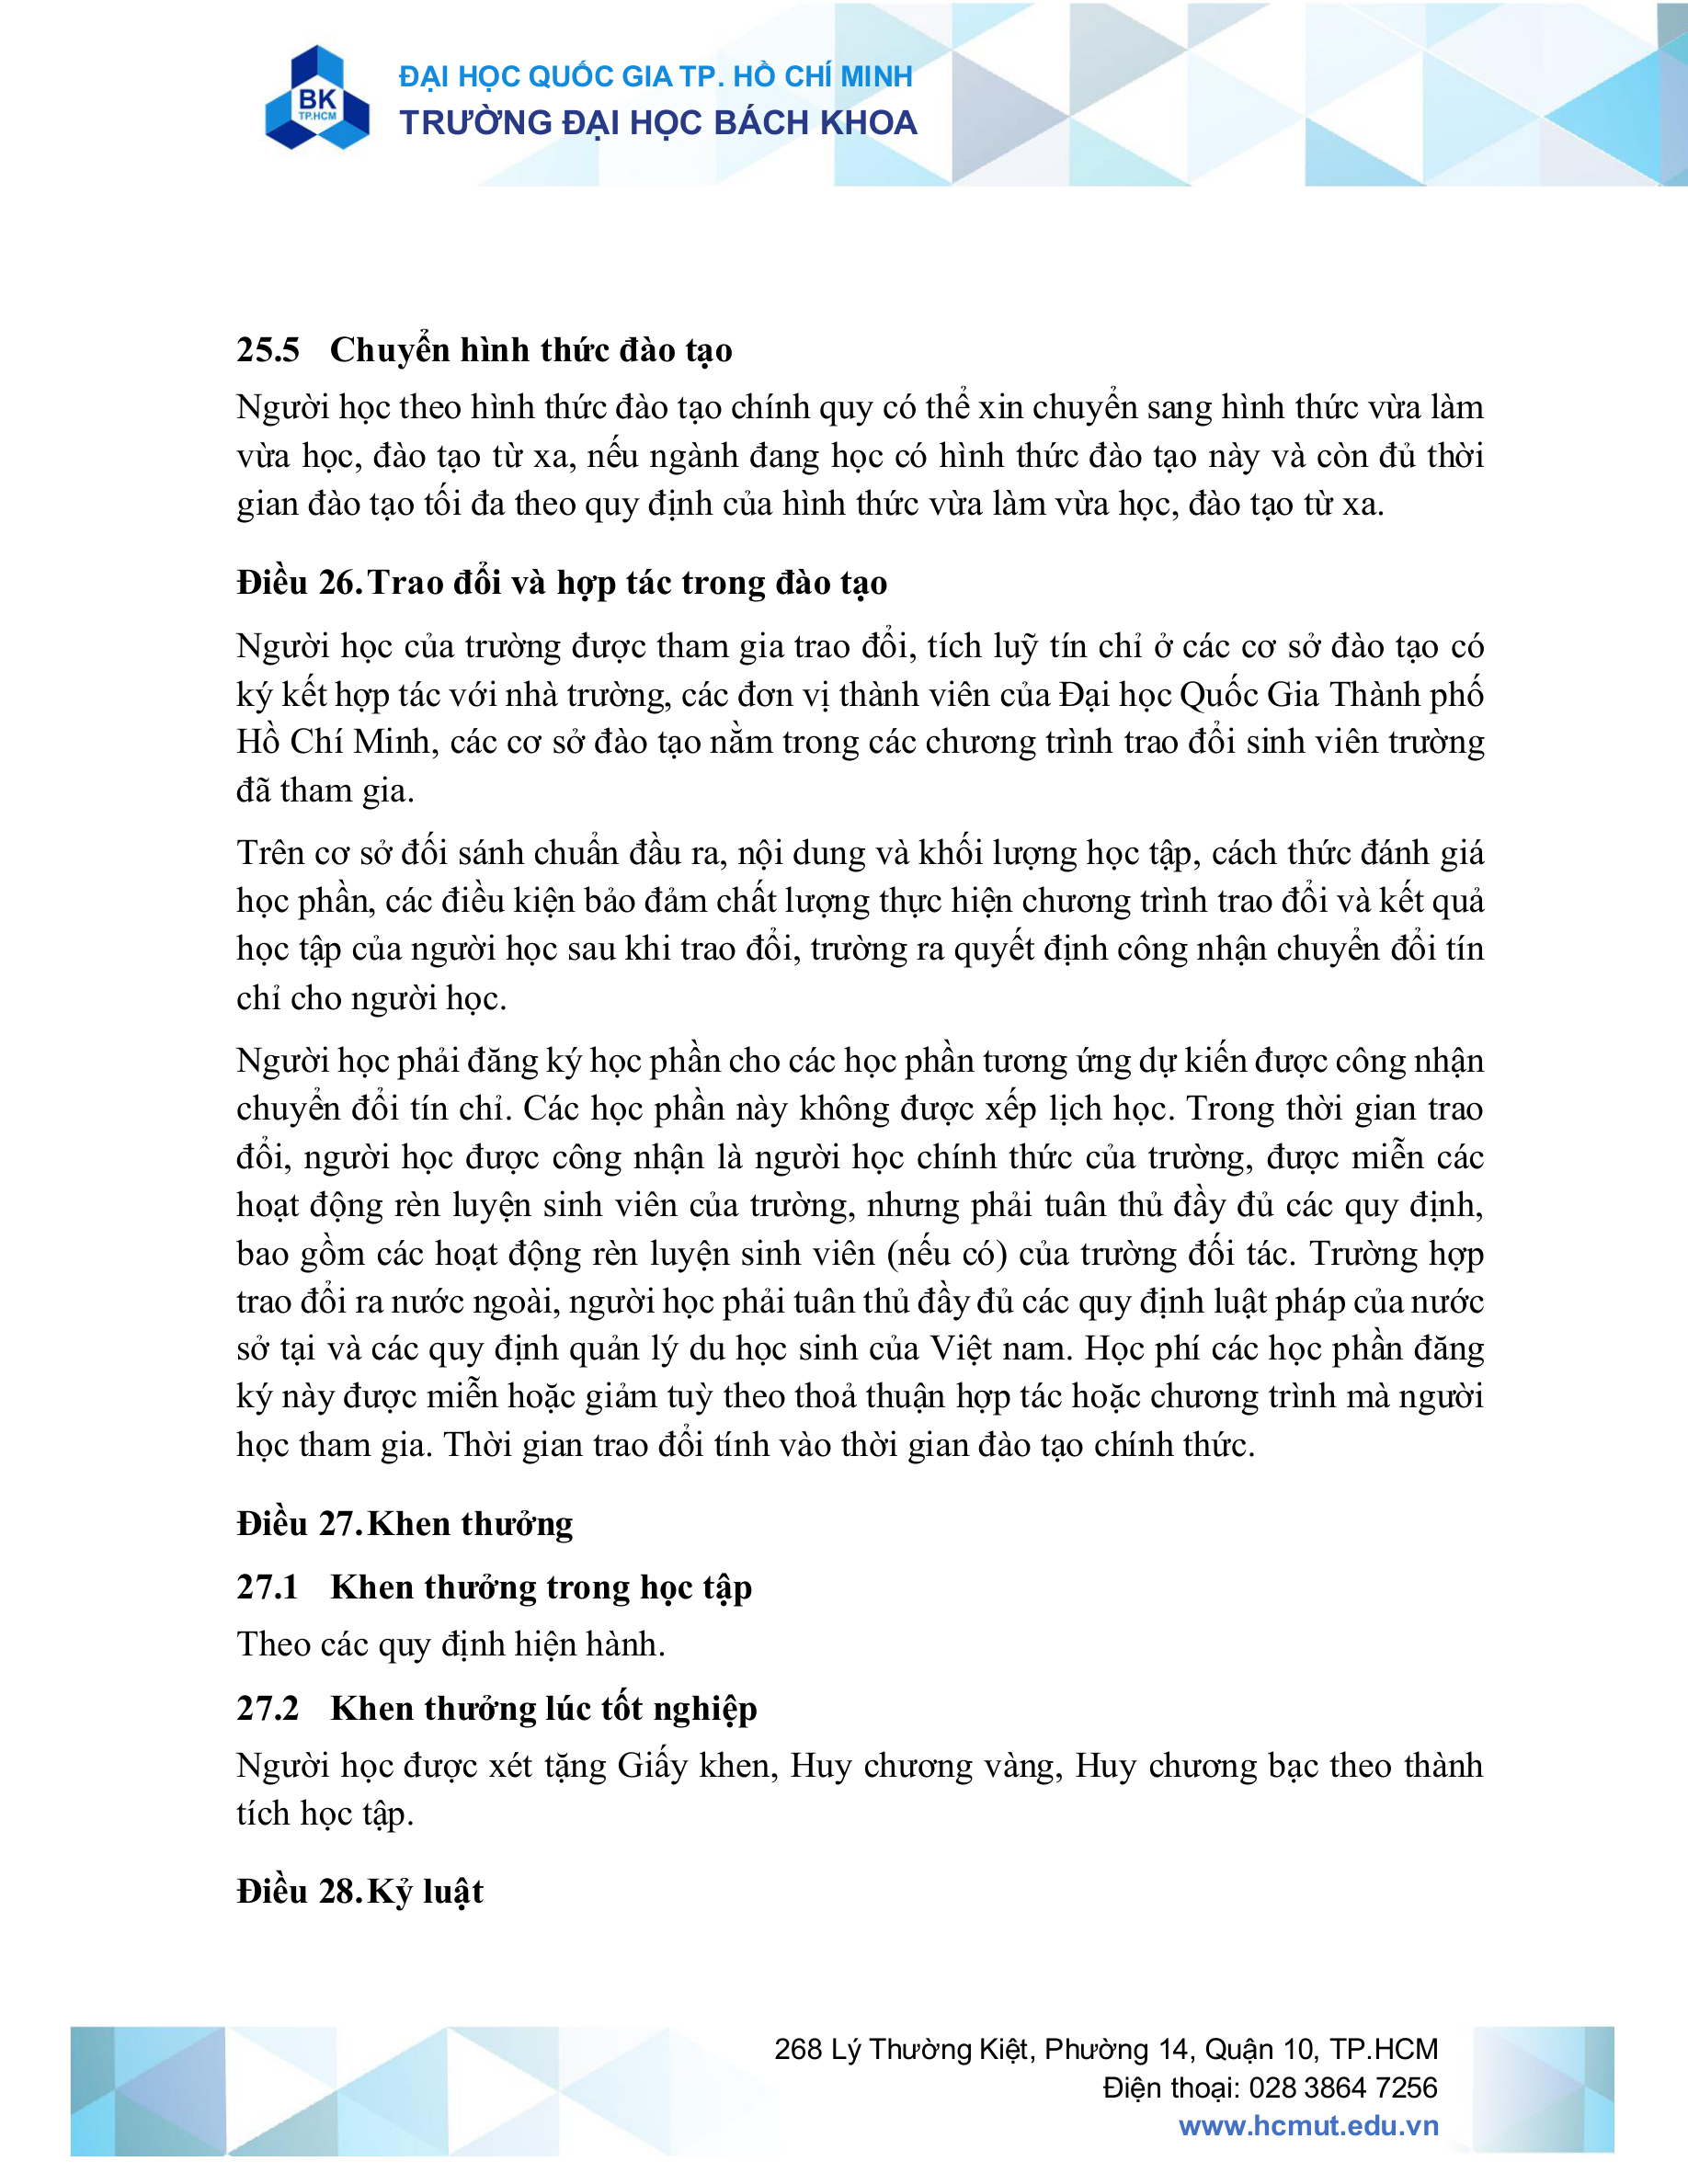 BK
TP.HCM
ĐẠI HỌC QUỐC GIA TP. HỒ CHÍ MINH
TRƯỜNG ĐẠI HỌC BÁCH KHOA
25.5 Chuyển hình thức đào tạo
Người học theo hình thức đào tạo chính quy có thể xin chuyển sang hình thức vừa làm
vừa học, đào tạo từ xa, nếu ngành đang học có hình thức đào tạo này và còn đủ thời
gian đào tạo tối đa theo quy định của hình thức vừa làm vừa học, đào tạo từ xa.
Điều 26. Trao đổi và hợp tác trong đào tạo
Người học của trường được tham gia trao đổi, tích luỹ tín chỉ ở các cơ sở đào tạo có
ký kết hợp tác với nhà trường, các đơn vị thành viên của Đại học Quốc Gia Thành phố
Hồ Chí Minh, các cơ sở đào tạo nằm trong các chương trình trao đổi sinh viên trường
đã tham gia.
Trên cơ sở đối sánh chuẩn đầu ra, nội dung và khối lượng học tập, cách thức đánh giá
học phần, các điều kiện bảo đảm chất lượng thực hiện chương trình trao đổi và kết quả
học tập của người học sau khi trao đổi, trường ra quyết định công nhận chuyển đổi tín
chỉ cho người học.
Người học phải đăng ký học phần cho các học phần tương ứng dự kiến được công nhận
chuyển đổi tín chỉ. Các học phần này không được xếp lịch học. Trong thời gian trao
đổi, người học được công nhận là người học chính thức của trường, được miễn các
hoạt động rèn luyện sinh viên của trường, nhưng phải tuân thủ đầy đủ các quy định,
bao gồm các hoạt động rèn luyện sinh viên (nếu có) của trường đối tác. Trường hợp
trao đổi ra nước ngoài, người học phải tuân thủ đầy đủ các quy định luật pháp của nước
sở tại và các quy định quản lý du học sinh của Việt nam. Học phí các học phần đăng
ký này được miễn hoặc giảm tuỳ theo thoả thuận hợp tác hoặc chương trình mà người
học tham gia. Thời gian trao đổi tính vào thời gian đào tạo chính thức.
Điều 27. Khen thưởng
27.1 Khen thưởng trong học tập
Theo các quy định hiện hành.
27.2 Khen thưởng lúc tốt nghiệp
Người học được xét tặng Giấy khen, Huy chương vàng, Huy chương bạc theo thành
tích học tập.
Điều 28. Kỷ luật
268 Lý Thường Kiệt, Phường 14, Quận 10, TP.HCM
Điện thoại: 028 3864 7256
www.hcmut.edu.vn